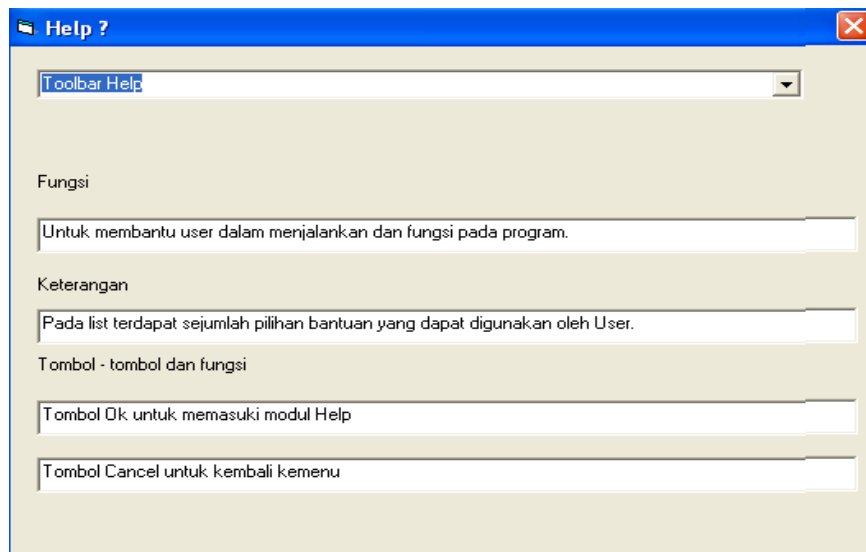 Help ?
Toolbar Help
Fungsi
Untuk membantu user dalam menjalankan dan fungsi pada program.
Keterangan
Pada list terdapat sejumlah pilihan bantuan yang dapat digunakan oleh User.
Tombol - tombol dan fungsi
Tombol Ok untuk memasuki modul Help
Tombol Cancel untuk kembali kemenu